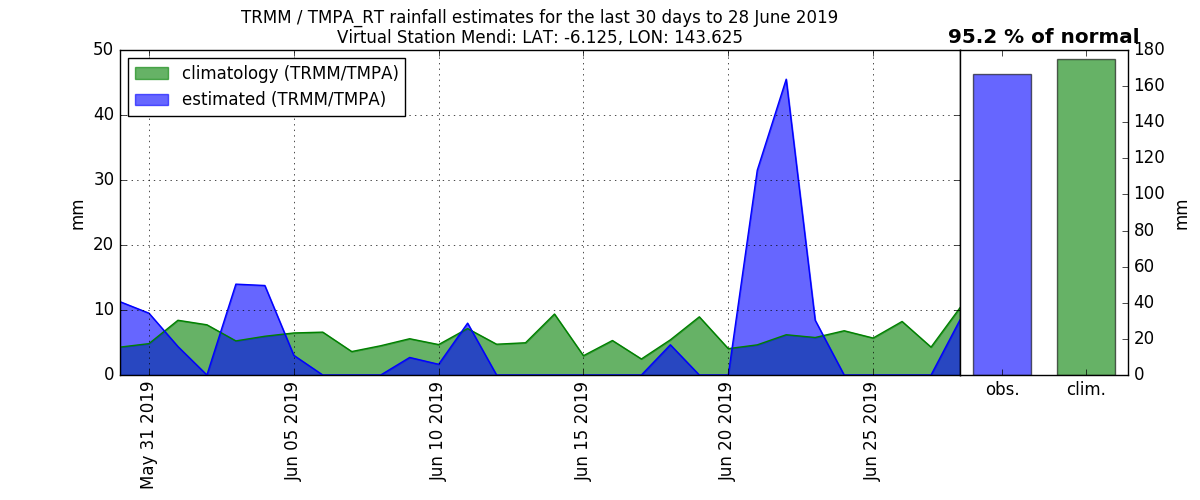 TRMM / TMPA_RT rainfall estimates for the last 30 days to 28 June 2019
Virtual Station Mendi: LAT: -6.125, LON: 143.625
95.2 % of normal
climatology (TRMM/TMPA)
estimated (TRMM/TMPA)
mm
50
40
30
20
10
0
May 31 2019
Jun 05 2019
Jun 10 2019
Jun 15 2019
Jun 20 2019
Jun 25 2019
obs.
clim.
180
160
140
120
100
80
60
40
20
0
mm